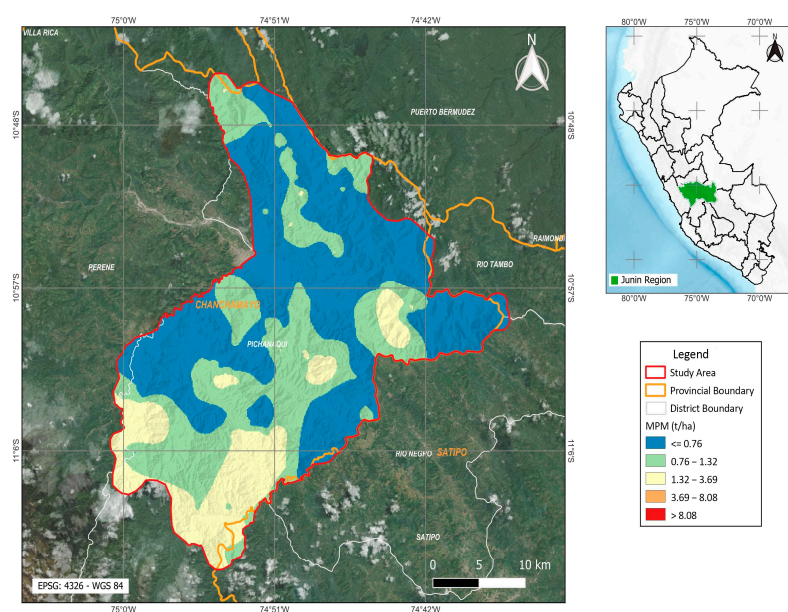 75°0'W 74°51'W 74°42'W
VILLA RICA
N
PUERTO BERMUDEZ
10°48'S 10°48'S
RAIMONDI
RIO TAMBO
PERENE
10°57'S 10°57'S
CHANCHAMAYO
PICHANAQUI
11°6'S 11°6'S
RIO NEGRO SATIPO
SATIPO
0 5 10 km
EPSG: 4326 - WGS 84
75°0'W 74°51'W 74°42'W
80°0'W 75°0'W 70°0'W
N
Junin Region
80°0'W 75°0'W 70°0'W
Legend
Study Area
Provincial Boundary
District Boundary
MPM (t/ha)
<= 0.76
0.76 – 1.32
1.32 – 3.69
3.69 – 8.08
> 8.08